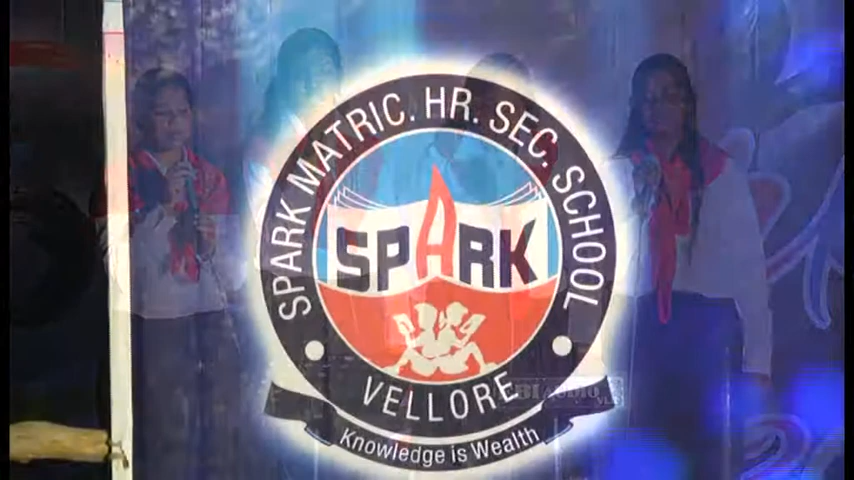 SPARK MATRIC. HR. SEC. SCHOOL
SPARK
VELLORE
Knowledge is Wealth